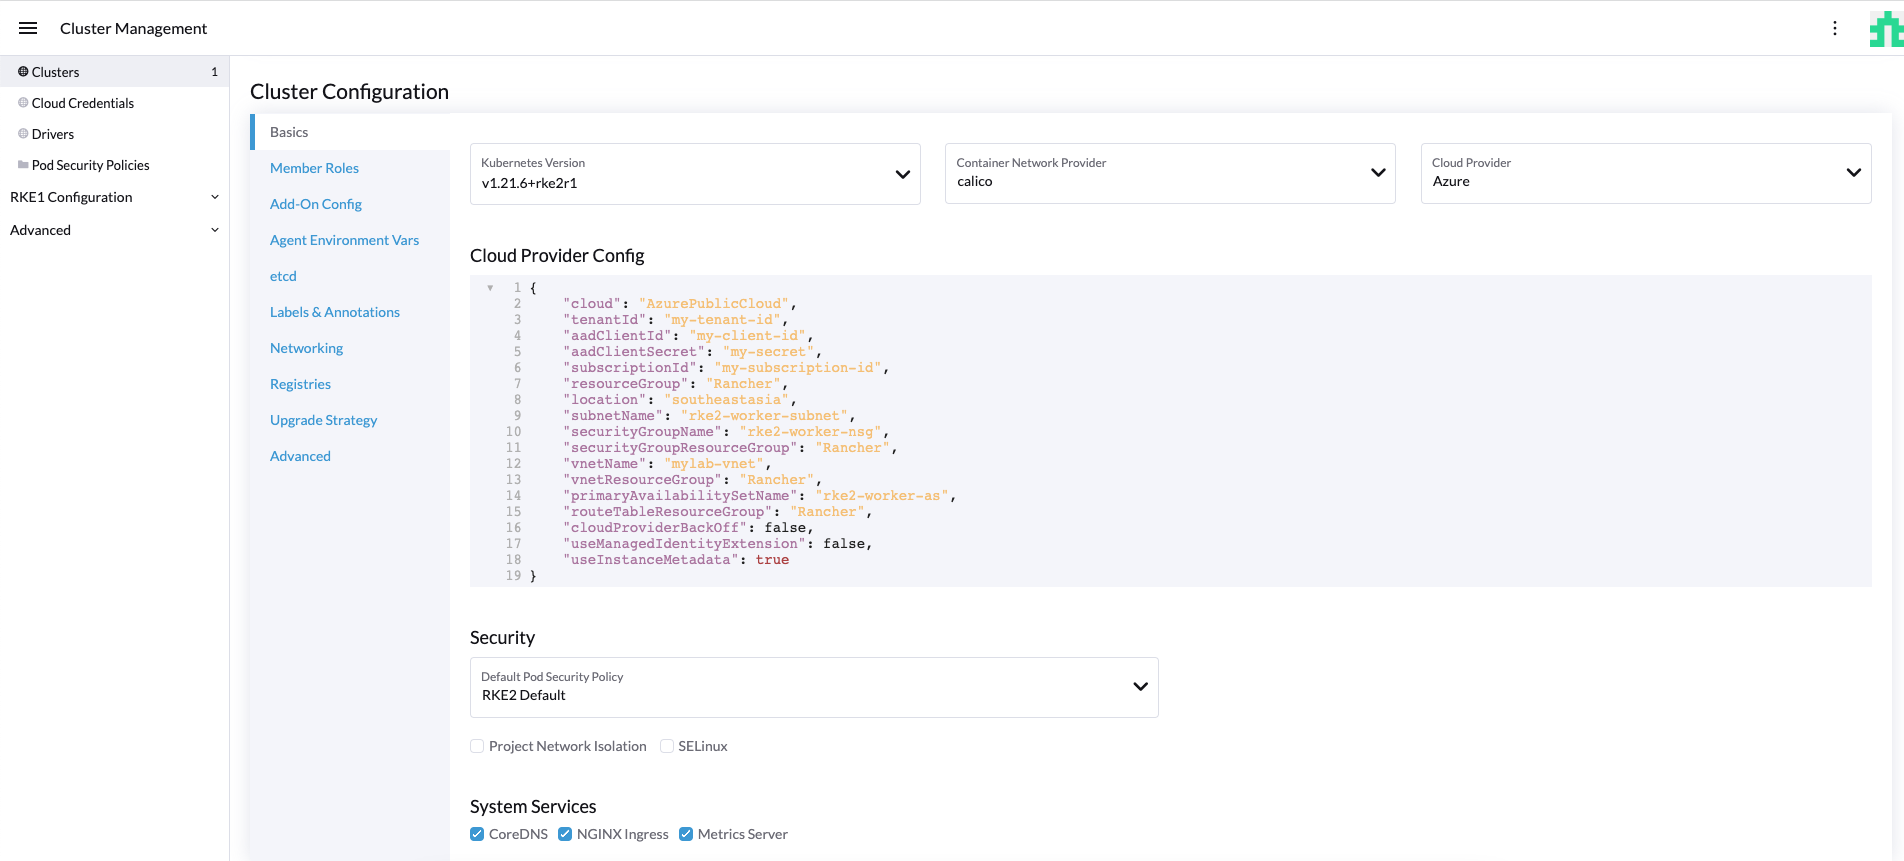 Cluster Management
Clusters 1
Cloud Credentials
Drivers
Pod Security Policies
RKE1 Configuration
Advanced
Cluster Configuration
Basics
Member Roles
Add-On Config
Agent Environment Vars
etcd
Labels & Annotations
Networking
Registries
Upgrade Strategy
Advanced
Kubernetes Version
v1.21.6+rke2r1
Container Network Provider
calico
Cloud Provider
Azure
Cloud Provider Config
1 {
2 "cloud": "AzurePublicCloud",
3 "tenantId": "my-tenant-id",
4 "aadClientId": "my-client-id",
5 "aadClientSecret": "my-secret",
6 "subscriptionId": "my-subscription-id",
7 "resourceGroup": "Rancher",
8 "location": "southeastasia",
9 "subnetName": "rke2-worker-subnet",
10 "securityGroupName": "rke2-worker-nsg",
11 "securityGroupResourceGroup": "Rancher",
12 "vnetName": "mylab-vnet",
13 "vnetResourceGroup": "Rancher",
14 "primaryAvailabilitySetName": "rke2-worker-as",
15 "routeTableResourceGroup": "Rancher",
16 "cloudProviderBackOff": false,
17 "useManagedIdentityExtension": false,
18 "useInstanceMetadata": true
19 }
Security
Default Pod Security Policy
RKE2 Default
Project Network Isolation SELinux
System Services
CoreDNS NGINX Ingress Metrics Server